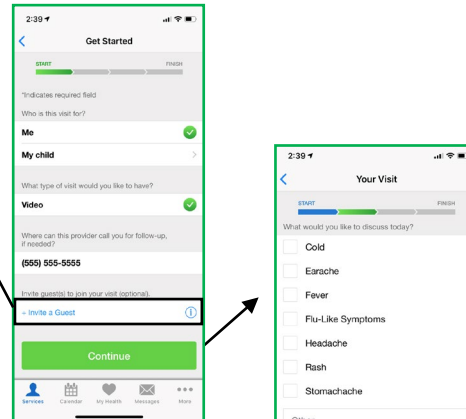 2:39
Get Started
START FINISH
*Indicates required field
Who is this visit for?
Me
My child
What type of visit would you like to have?
Video
Where can this provider call you for follow-up,
if needed?
(555) 555-5555
Invite guest(s) to join your visit (optional).
+ Invite a Guest
Continue
Services Calendar My Health Messages More
2:39
Your Visit
START FINISH
What would you like to discuss today?
Cold
Earache
Fever
Flu-Like Symptoms
Headache
Rash
Stomachache